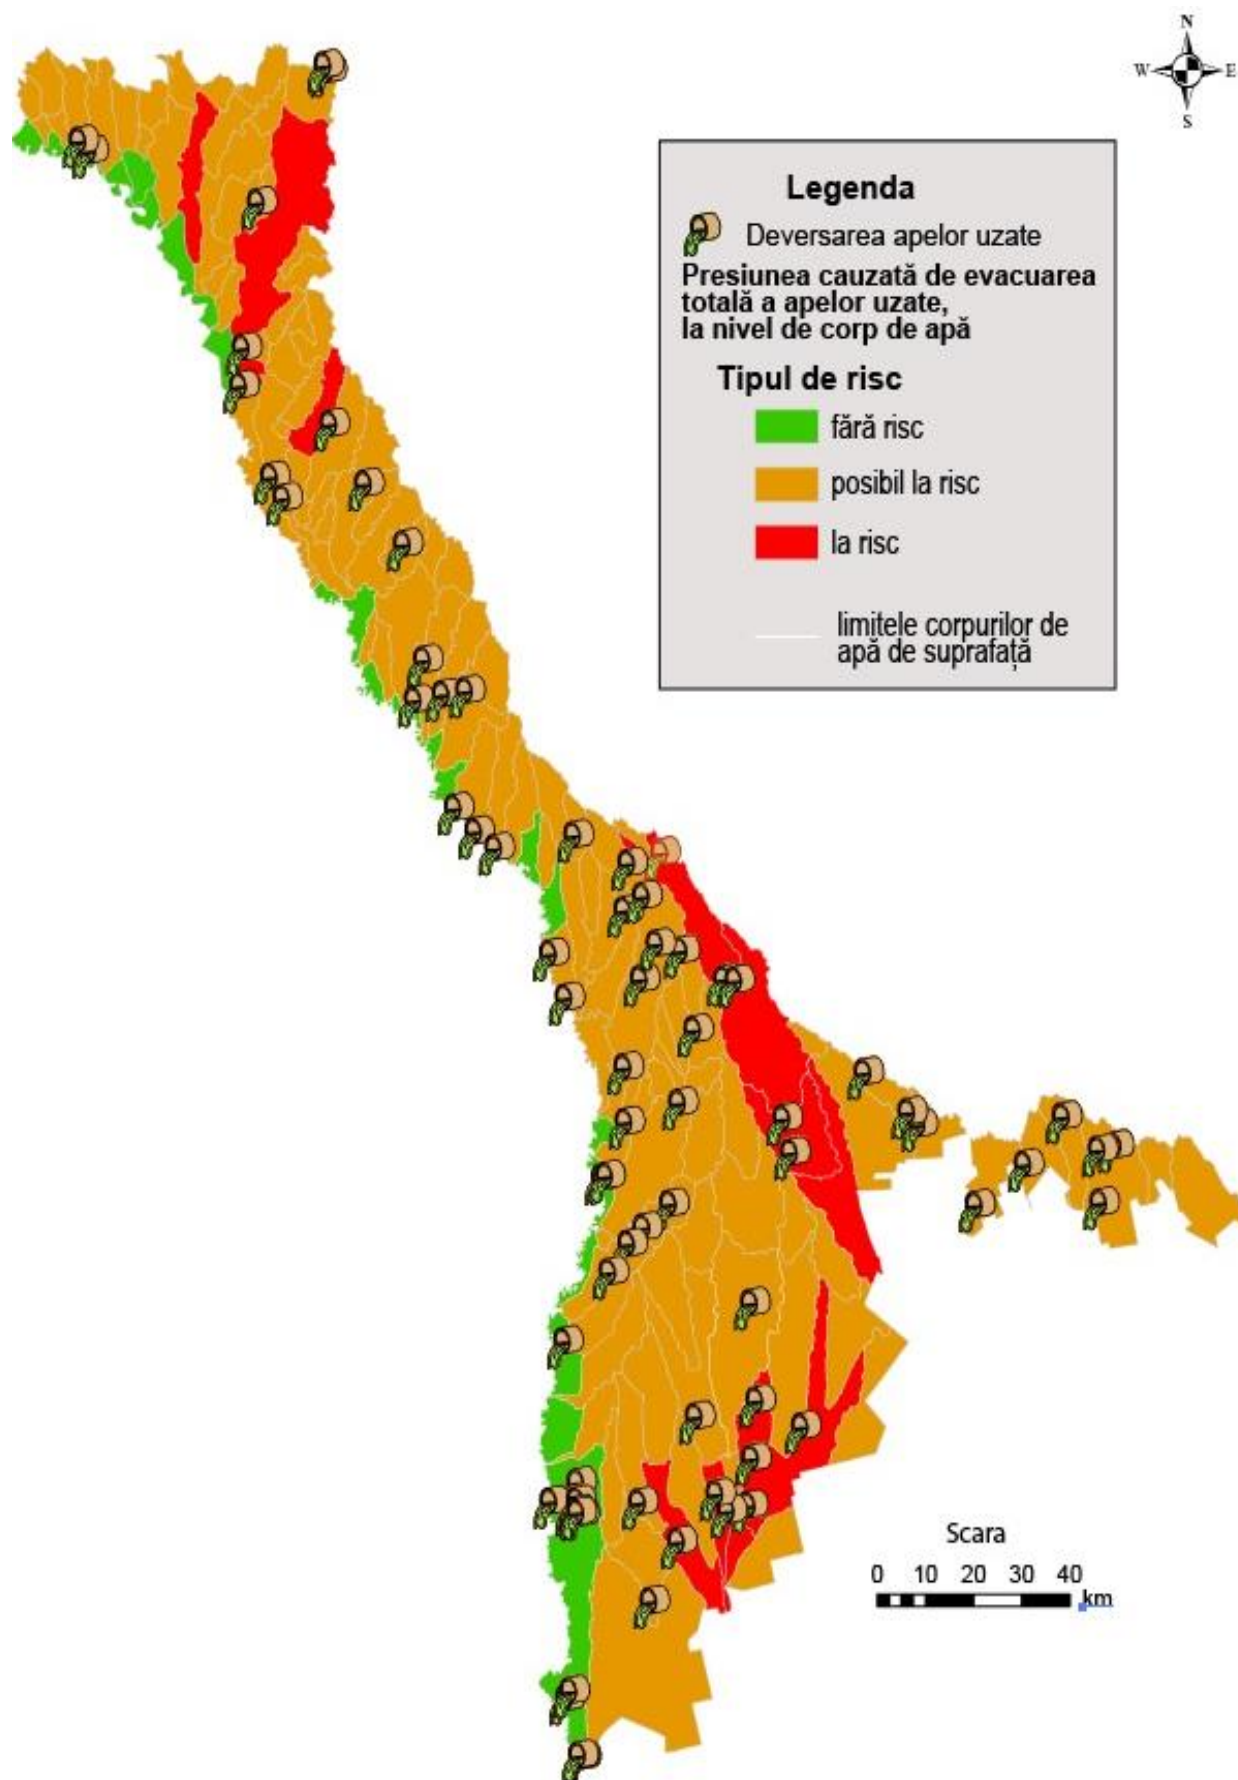 N
W E
S
Legenda
Deversarea apelor uzate
Presiunea cauzată de evacuarea
totală a apelor uzate,
la nivel de corp de apă
Tipul de risc
fără risc
posibil la risc
la risc
limitele corpurilor de
apă de suprafață
Scara
0 10 20 30 40
km